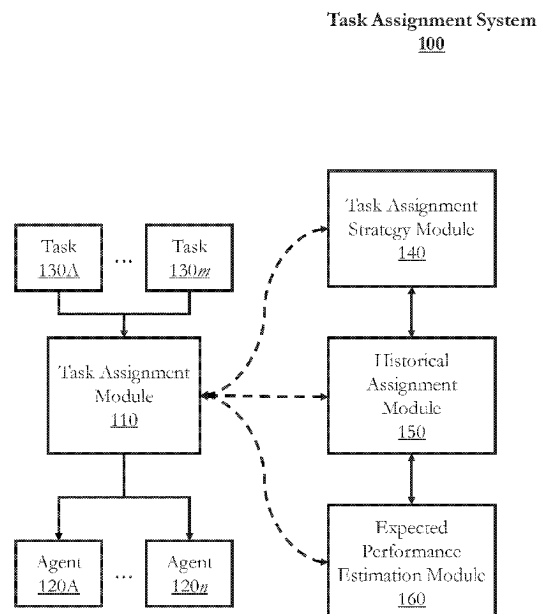 Task Assignment System
100
Task
130A
...
Task
130m
Task Assignment
Strategy Module
140
Task Assignment
Module
110
Historical
Assignment
Module
150
Agent
120A
...
Agent
120n
Expected
Performance
Estimation Module
160